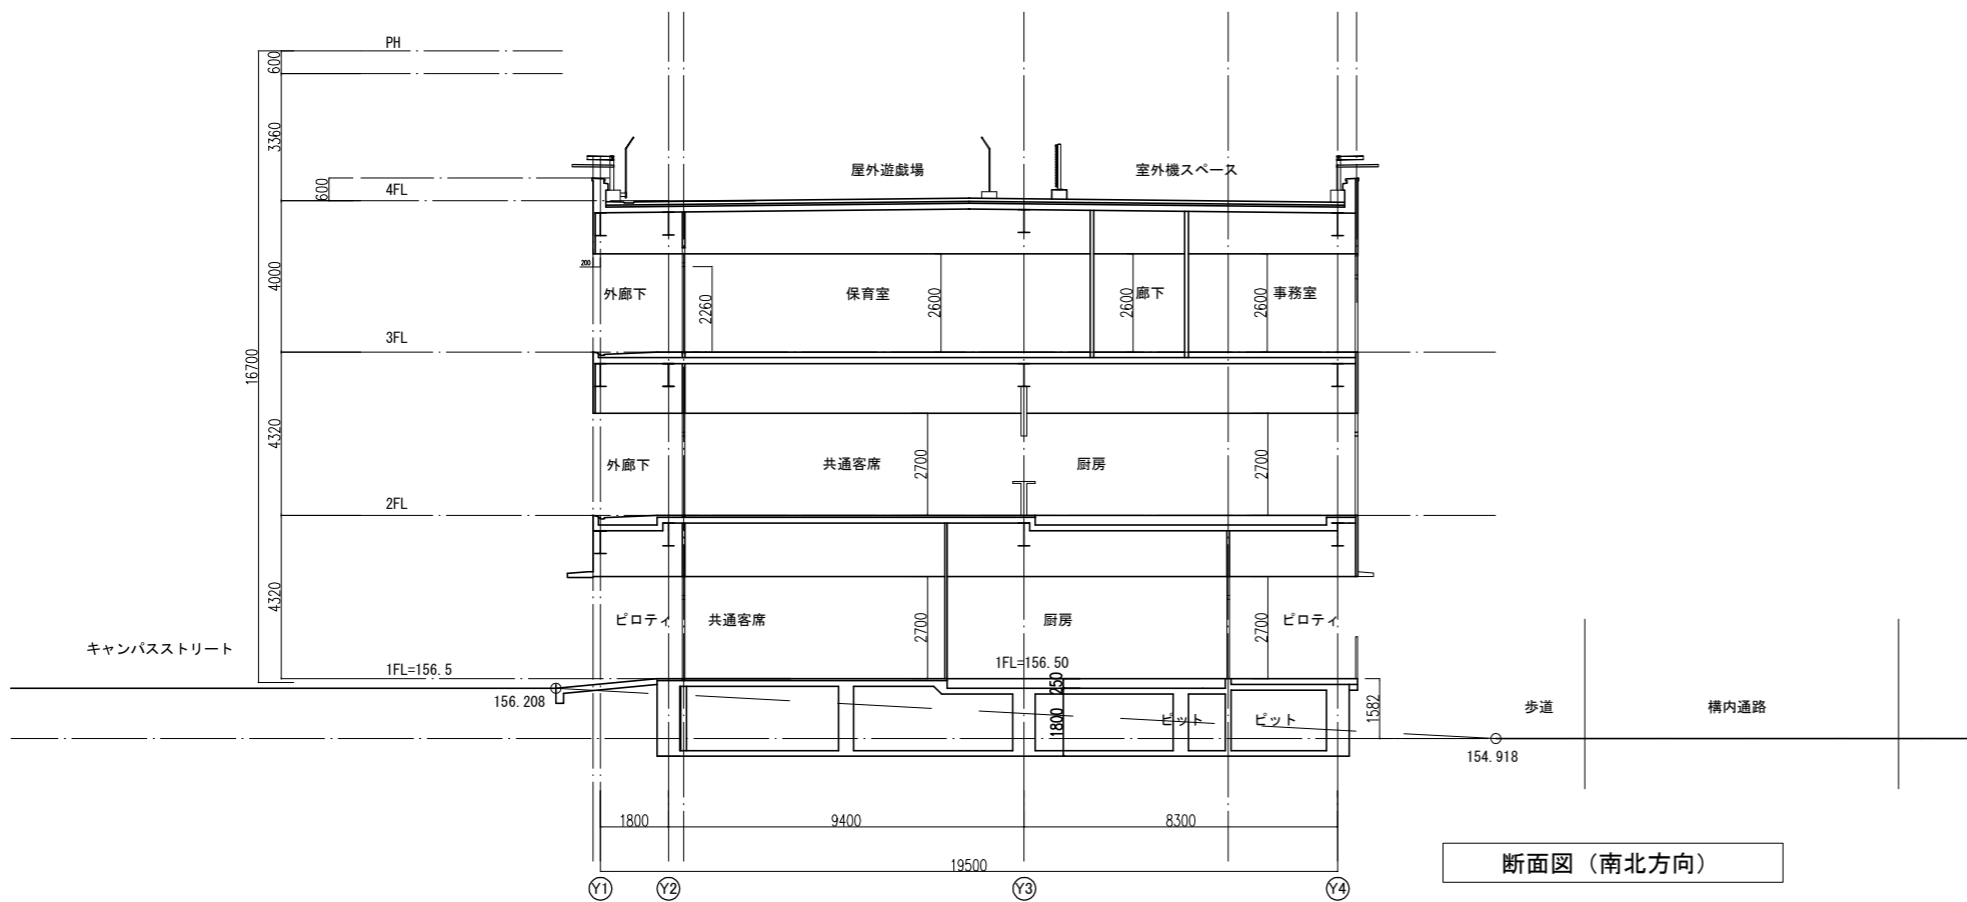 PH
600
3360
屋外遊戯場
室外機スペース
600
4FL
4000
200
外廊下
2260
保育室
2600
2600
廊下
2600
事務室
3FL
16700
4320
外廊下
共通客席
2700
厨房
2700
2FL
4320
ピロティ
共通客席
2700
厨房
2700
ピロティ
キャンパスストリート
1FL=156.5
1FL=156.50
156.208
250
1800
ピット
ピット
1582
歩道
構内通路
154.918
1800
9400
8300
19500
断面図（南北方向）
Y1
Y2
Y3
Y4